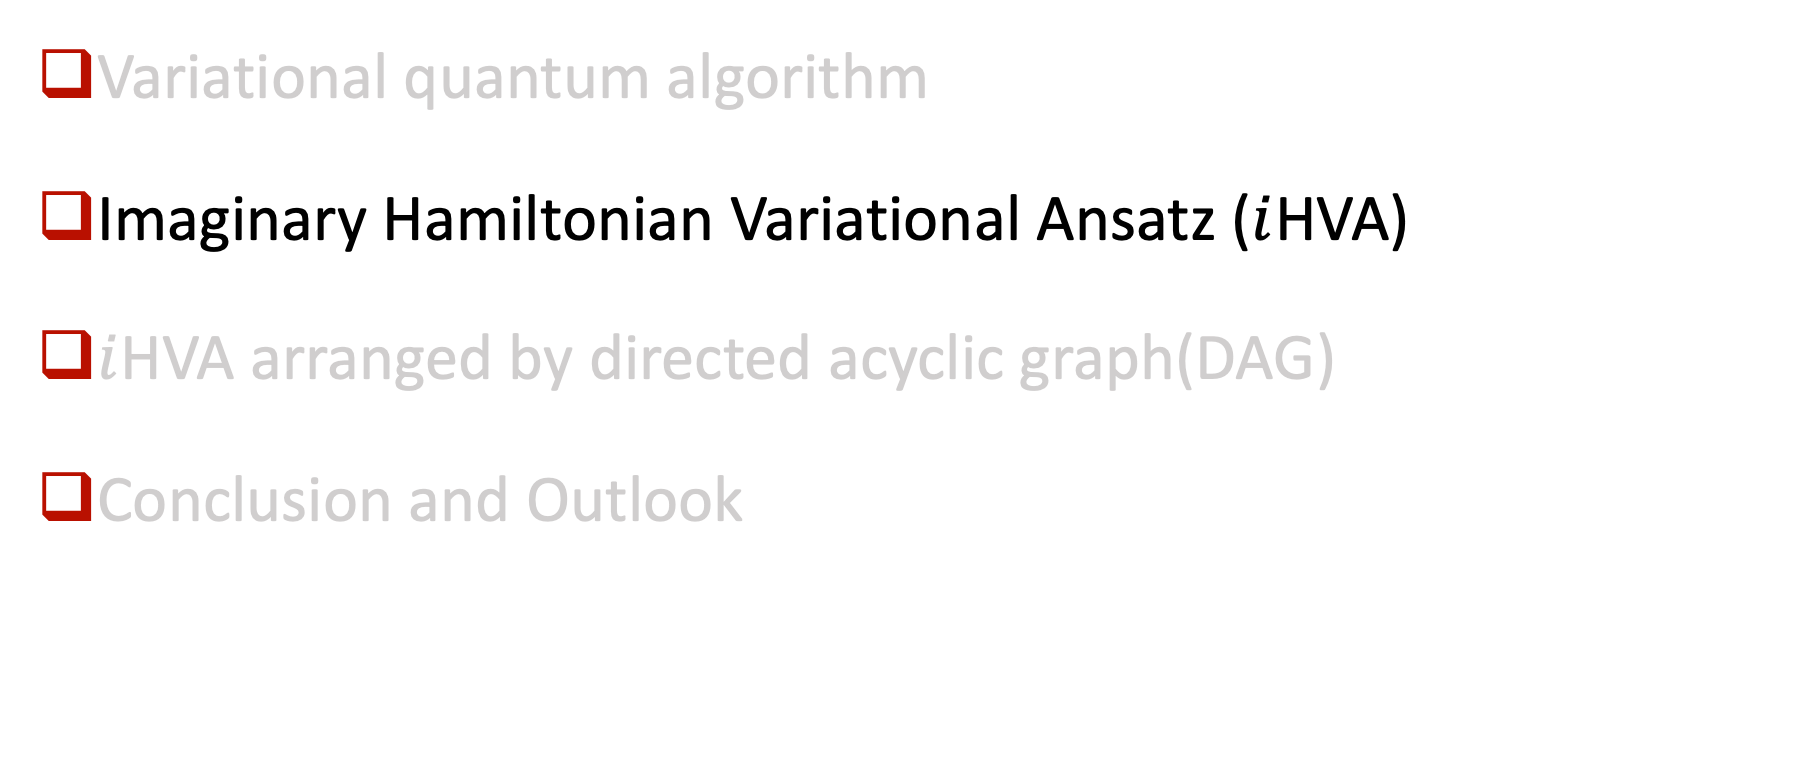 Variational quantum algorithm
Imaginary Hamiltonian Variational Ansatz (𝑖HVA)
𝑖HVA arranged by directed acyclic graph(DAG)
Conclusion and Outlook